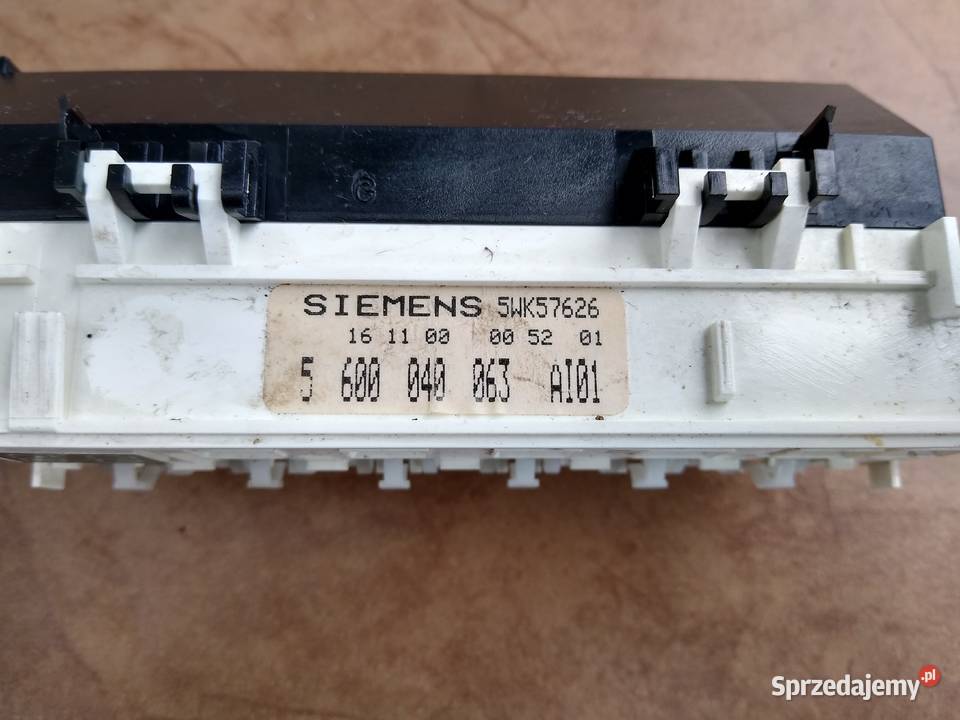 SIEMENS 5WK57626
16 11 00 00 52 01
5 600 040 063 AI01
Sprzedajemy.pl